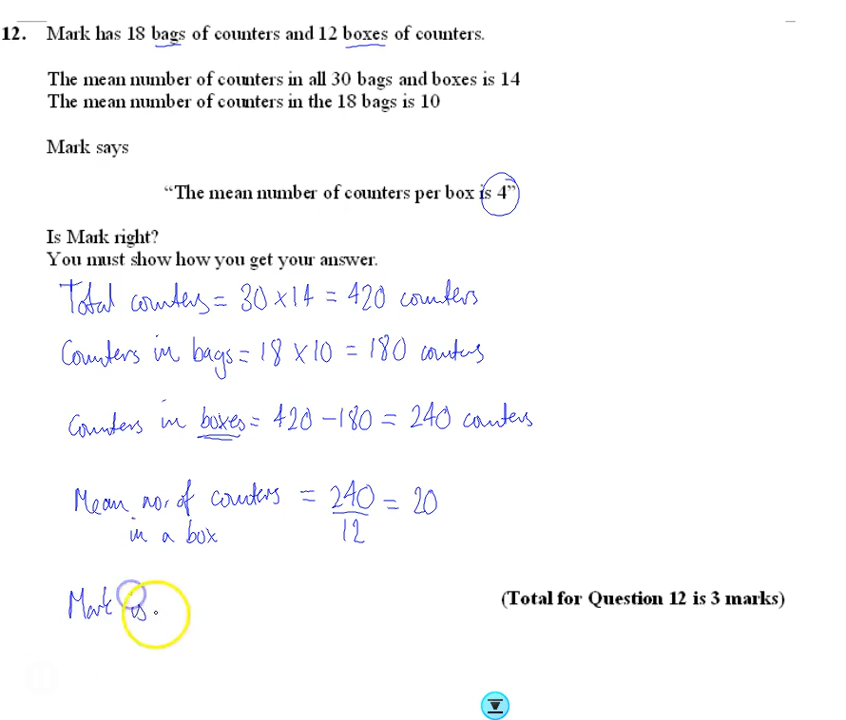 12. Mark has 18 bags of counters and 12 boxes of counters.
The mean number of counters in all 30 bags and boxes is 14
The mean number of counters in the 18 bags is 10
Mark says
“The mean number of counters per box is 4”
Is Mark right?
You must show how you get your answer.
Total counters = 30 × 14 = 420 counters
Counters in bags = 18 × 10 = 180 counters
Counters in boxes = 420 - 180 = 240 counters
Mean no. of counters = 240 = 20
in a box 12
Mark is
(Total for Question 12 is 3 marks)